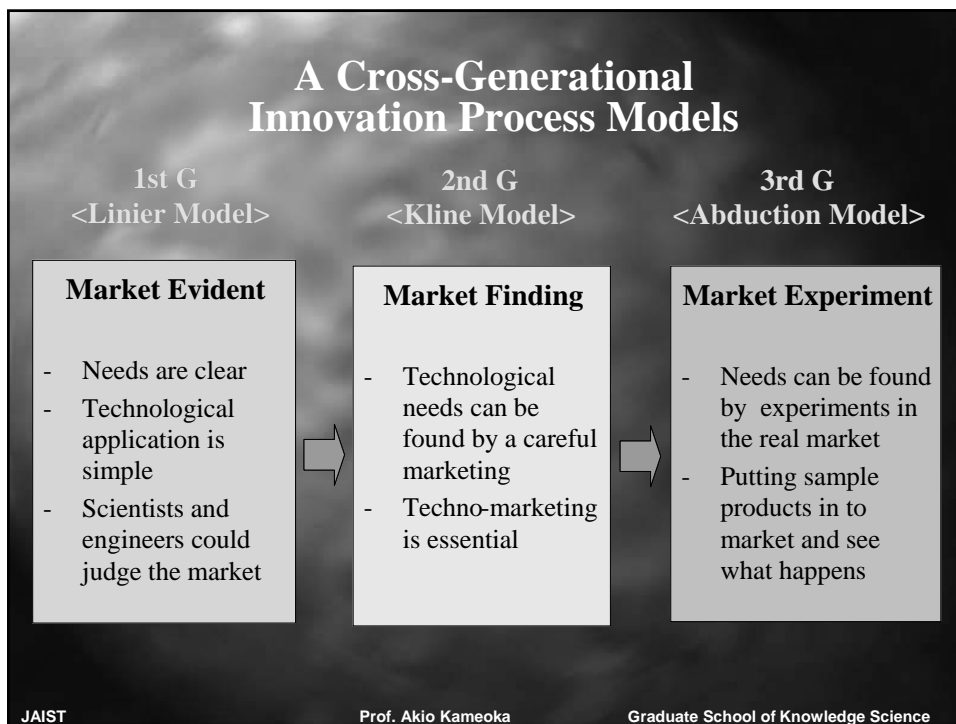 A Cross-Generational
Innovation Process Models
1st G
<Linier Model>
2nd G
<Kline Model>
3rd G
<Abduction Model>
Market Evident
- Needs are clear
- Technological
application is
simple
- Scientists and
engineers could
judge the market
Market Finding
- Technological
needs can be
found by a careful
marketing
- Techno-marketing
is essential
Market Experiment
- Needs can be found
by experiments in
the real market
- Putting sample
products in to
market and see
what happens
JAIST
Prof. Akio Kameoka
Graduate School of Knowledge Science